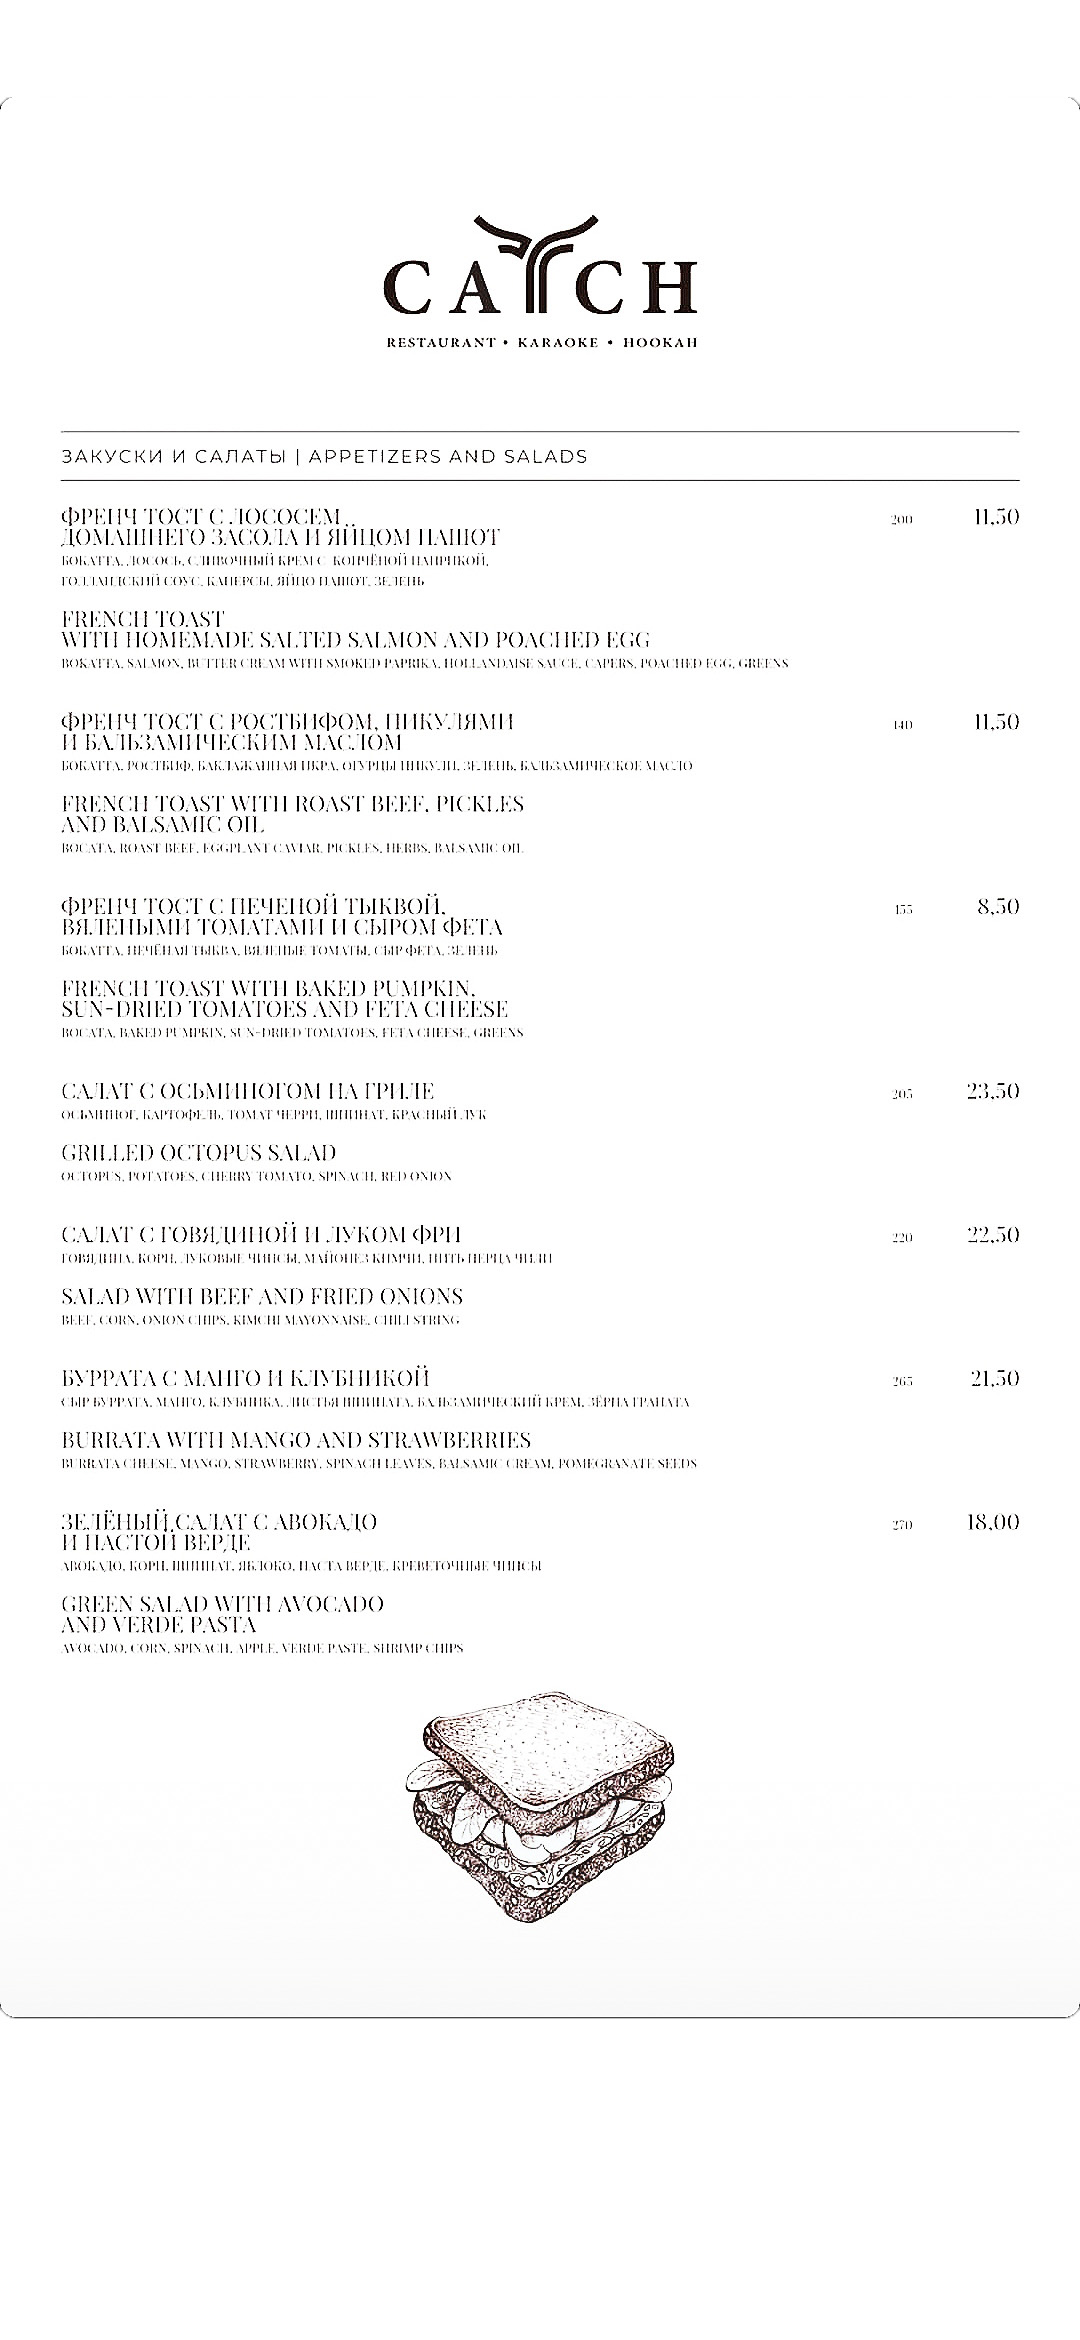 CATCH
RESTAURANT • KARAOKE • HOOKAH
ЗАКУСКИ И САЛАТЫ | APPETIZERS AND SALADS
ФРЕНЧ ТОСТ С ЛОСОСЕМ 200 11,50
ДОМАШНЕГО ЗАСОЛА И ЯЙЦОМ ПАШОТ
БОКАТТА, ЛОСОСЬ, СЛИВОЧНЫЙ КРЕМ С КОПЧЁНОЙ ПАПРИКОЙ,
ГОЛЛАНДСКИЙ СОУС, КАПЕРСЫ, ЯЙЦО ПАШОТ, ЗЕЛЕНЬ
FRENCH TOAST
WITH HOMEMADE SALTED SALMON AND POACHED EGG
BOKATTA, SALMON, BUTTER CREAM WITH SMOKED PAPRIKA, HOLLANDAISE SAUCE, CAPERS, POACHED EGG, GREENS
ФРЕНЧ ТОСТ С РОСТБИФОМ, ПИКУЛЯМИ 140 11,50
И БАЛЬЗАМИЧЕСКИМ МАСЛОМ
БОКАТТА, РОСТБИФ, БАКЛАЖАННАЯ ИКРА, ОГУРЦЫ ПИКУЛИ, ЗЕЛЕНЬ, БАЛЬЗАМИЧЕСКОЕ МАСЛО
FRENCH TOAST WITH ROAST BEEF, PICKLES
AND BALSAMIC OIL
BOCATA, ROAST BEEF, EGGPLANT CAVIAR, PICKLES, HERBS, BALSAMIC OIL
ФРЕНЧ ТОСТ С ПЕЧЕНОЙ ТЫКВОЙ, 155 8,50
ВЯЛЕНЫМИ ТОМАТАМИ И СЫРОМ ФЕТА
БОКАТТА, ПЕЧЁНАЯ ТЫКВА, ВЯЛЕНЫЕ ТОМАТЫ, СЫР ФЕТА, ЗЕЛЕНЬ
FRENCH TOAST WITH BAKED PUMPKIN,
SUN-DRIED TOMATOES AND FETA CHEESE
BOCATA, BAKED PUMPKIN, SUN-DRIED TOMATOES, FETA CHEESE, GREENS
САЛАТ С ОСЬМИНОГОМ НА ГРИЛЕ 205 23,50
ОСЬМИНОГ, КАРТОФЕЛЬ, ТОМАТ ЧЕРРИ, ШПИНАТ, КРАСНЫЙ ЛУК
GRILLED OCTOPUS SALAD
OCTOPUS, POTATOES, CHERRY TOMATO, SPINACH, RED ONION
САЛАТ С ГОВЯДИНОЙ И ЛУКОМ ФРИ 220 22,50
ГОВЯДИНА, КОРН, ЛУКОВЫЕ ЧИПСЫ, МАЙОНЕЗ КИМЧИ, НИТЬ ПЕРЦА ЧИЛИ
SALAD WITH BEEF AND FRIED ONIONS
BEEF, CORN, ONION CHIPS, KIMCHI MAYONNAISE, CHILI STRING
БУРРАТА С МАНГО И КЛУБНИКОЙ 265 21,50
СЫР БУРРАТА, МАНГО, КЛУБНИКА, ЛИСТЬЯ ШПИНАТА, БАЛЬЗАМИЧЕСКИЙ КРЕМ, ЗЁРНА ГРАНАТА
BURRATA WITH MANGO AND STRAWBERRIES
BURRATA CHEESE, MANGO, STRAWBERRY, SPINACH LEAVES, BALSAMIC CREAM, POMEGRANATE SEEDS
ЗЕЛЁНЫЙ САЛАТ С АВОКАДО 270 18,00
И ПАСТОЙ ВЕРДЕ
АВОКАДО, КОРН, ШПИНАТ, ЯБЛОКО, ПАСТА ВЕРДЕ, КРЕВЕТОЧНЫЕ ЧИПСЫ
GREEN SALAD WITH AVOCADO
AND VERDE PASTA
AVOCADO, CORN, SPINACH, APPLE, VERDE PASTE, SHRIMP CHIPS